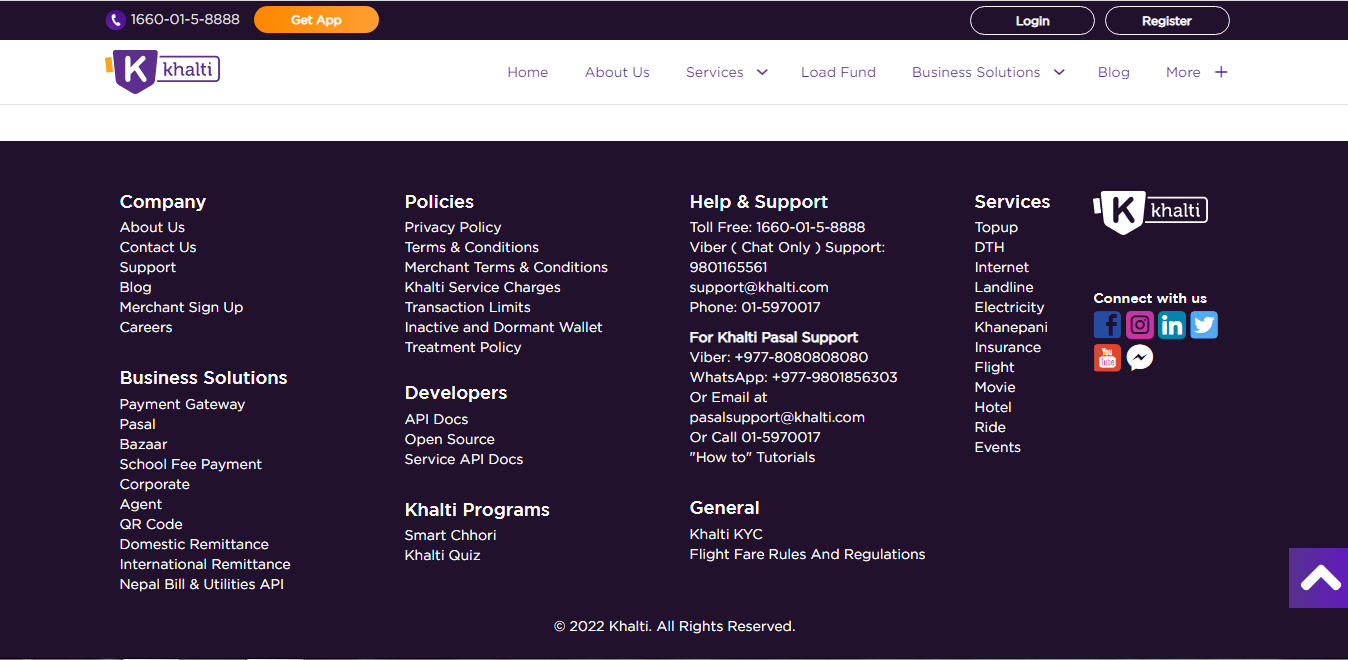 1660-01-5-8888
Get App
Login
Register
K khalti
Home
About Us
Services
Load Fund
Business Solutions
Blog
More
Company
About Us
Contact Us
Support
Blog
Merchant Sign Up
Careers
Business Solutions
Payment Gateway
Pasal
Bazaar
School Fee Payment
Corporate
Agent
QR Code
Domestic Remittance
International Remittance
Nepal Bill & Utilities API
Policies
Privacy Policy
Terms & Conditions
Merchant Terms & Conditions
Khalti Service Charges
Transaction Limits
Inactive and Dormant Wallet
Treatment Policy
Developers
API Docs
Open Source
Service API Docs
Khalti Programs
Smart Chhori
Khalti Quiz
Help & Support
Toll Free: 1660-01-5-8888
Viber ( Chat Only ) Support:
9801165561
support@khalti.com
Phone: 01-5970017
For Khalti Pasal Support
Viber: +977-8080808080
WhatsApp: +977-9801856303
Or Email at
pasalsupport@khalti.com
Or Call 01-5970017
"How to" Tutorials
General
Khalti KYC
Flight Fare Rules And Regulations
Services
Topup
DTH
Internet
Landline
Electricity
Khanepani
Insurance
Flight
Movie
Hotel
Ride
Events
K khalti
Connect with us
f
in
You
Tube
© 2022 Khalti. All Rights Reserved.